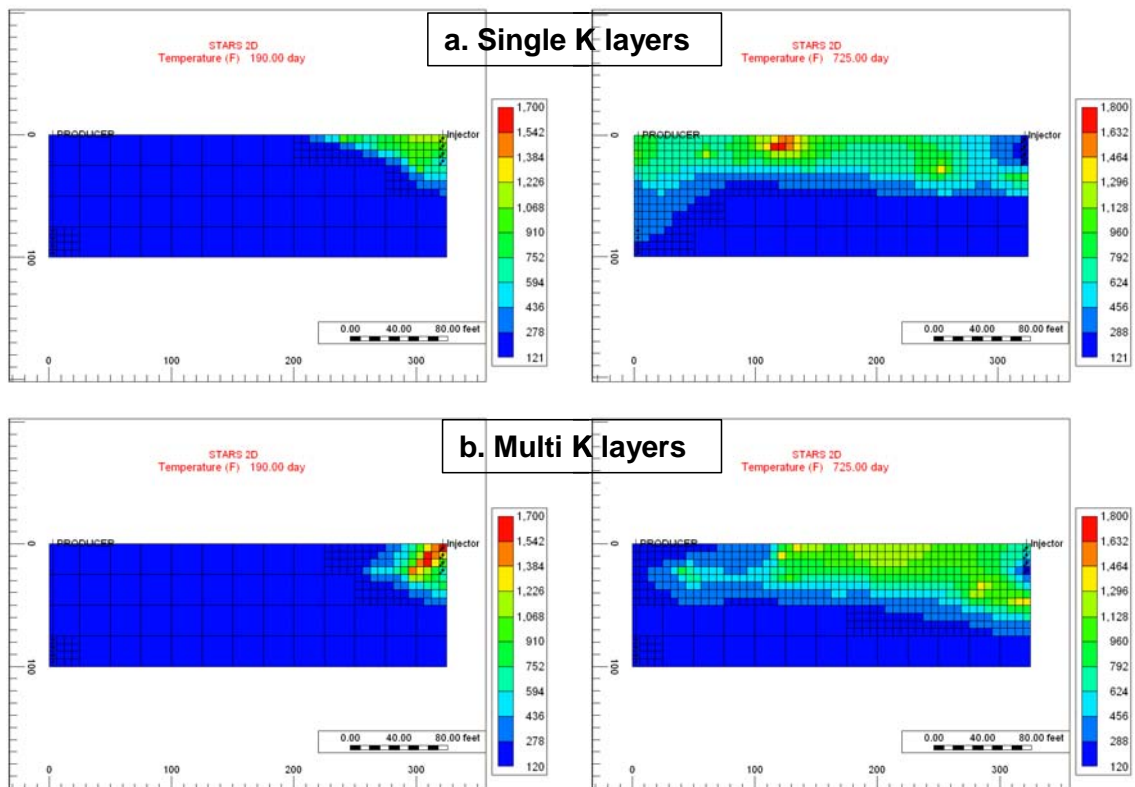 a. Single K layers
STARS 2D
Temperature (F) 190.00 day
0
PRODUCER
Injector
100
1,700
1,542
1,384
1,226
1,068
910
752
594
436
278
121
0.00 40.00 80.00 feet
0 100 200 300
STARS 2D
Temperature (F) 725.00 day
0
PRODUCER
Injector
100
1,800
1,632
1,464
1,296
1,128
960
792
624
456
288
121
0.00 40.00 80.00 feet
0 100 200 300
b. Multi K layers
STARS 2D
Temperature (F) 190.00 day
0
PRODUCER
Injector
100
1,700
1,542
1,384
1,226
1,068
910
752
594
436
278
120
0.00 40.00 80.00 feet
0 100 200 300
STARS 2D
Temperature (F) 725.00 day
0
PRODUCER
Injector
100
1,800
1,632
1,464
1,296
1,128
960
792
624
456
288
120
0.00 40.00 80.00 feet
0 100 200 300